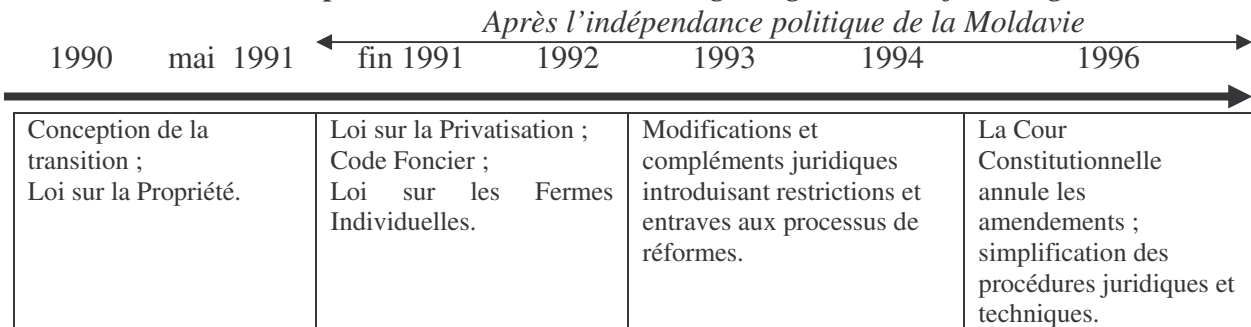 Après l'indépendance politique de la Moldavie
1990 mai 1991 fin 1991 1992 1993 1994 1996
Conception de la
transition ;
Loi sur la Propriété.
Loi sur la Privatisation ;
Code Foncier ;
Loi sur les Fermes
Individuelles.
Modifications et
compléments juridiques
introduisant restrictions et
entraves aux processus de
réformes.
La Cour
Constitutionnelle
annule les
amendements ;
simplification des
procédures juridiques et
techniques.